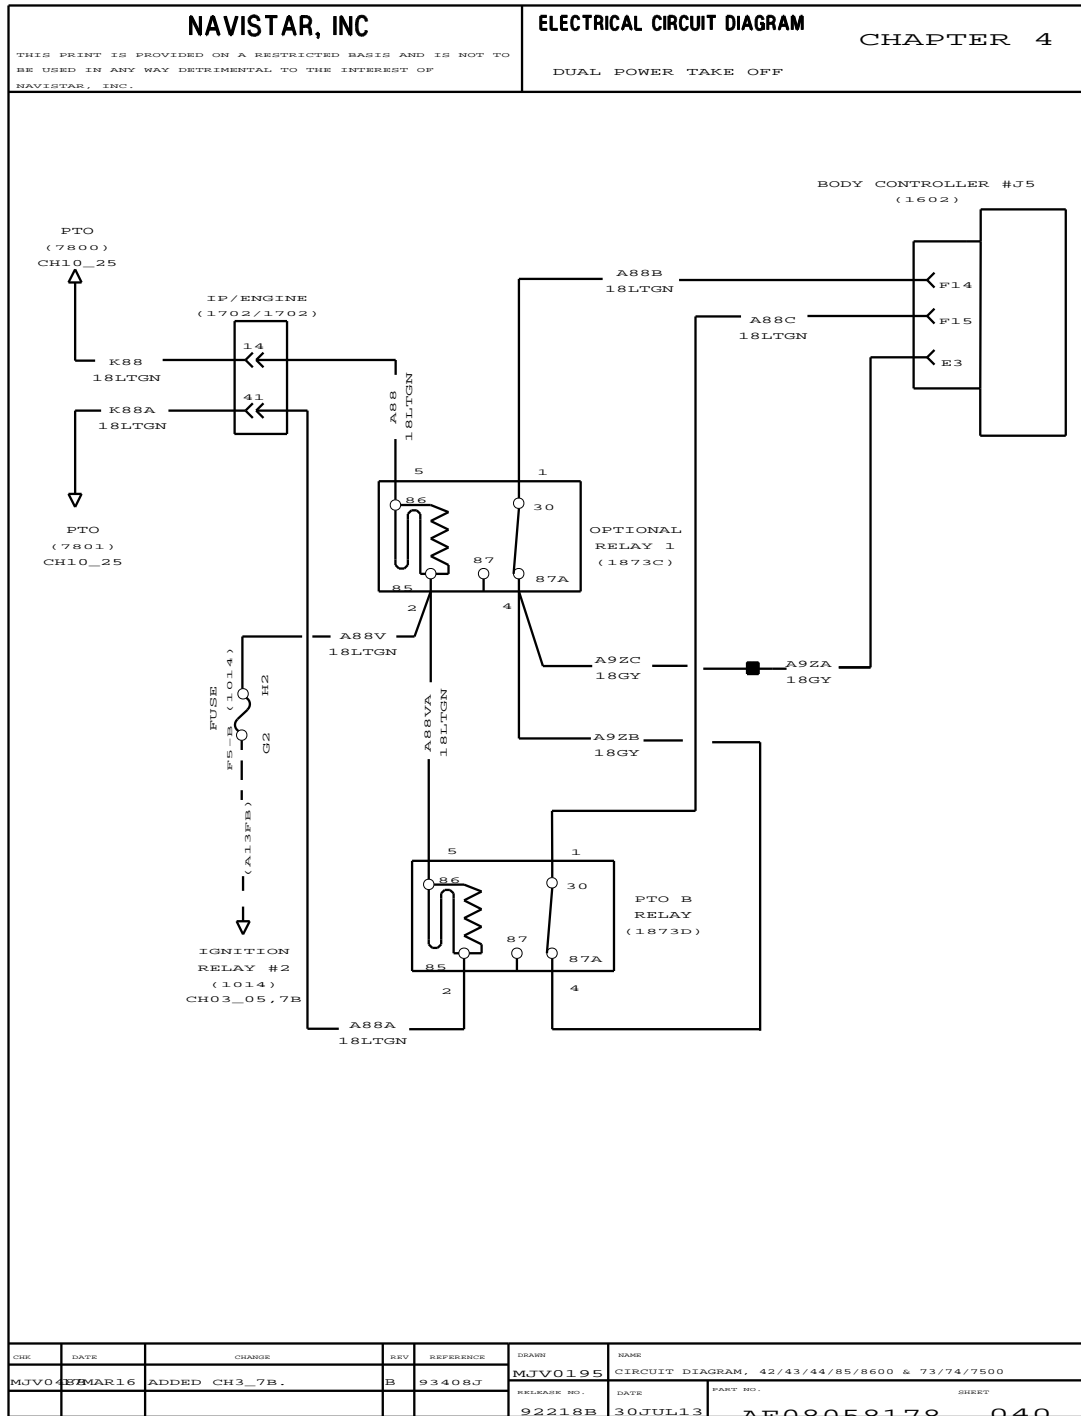 NAVISTAR, INC
THIS PRINT IS PROVIDED ON A RESTRICTED BASIS AND IS NOT TO
BE USED IN ANY WAY DETRIMENTAL TO THE INTEREST OF
NAVISTAR, INC.
ELECTRICAL CIRCUIT DIAGRAM
CHAPTER 4
DUAL POWER TAKE OFF
BODY CONTROLLER #J5
(1602)
PTO
(7800)
CH10_25
IP/ENGINE
(1702/1702)
14
41
K88
18LTGN
K88A
18LTGN
PTO
(7801)
CH10_25
A88
18LTGN
A88B
18LTGN
A88C
18LTGN
F14
F15
E3
5
1
86
30
87
85
87A
2
4
OPTIONAL
RELAY 1
(1873C)
A88V
18LTGN
A9ZC
18GY
A9ZA
18GY
A9ZB
18GY
A88VA
18LTGN
FUSE
F5-B (1014)
H2
G2
(A13FB)
IGNITION
RELAY #2
(1014)
CH03_05,7B
5
1
86
30
87
85
87A
2
4
PTO B
RELAY
(1873D)
A88A
18LTGN
CHK
DATE
CHANGE
REV
REFERENCE
MAR16
ADDED CH3_7B.
B
93408J
DRAWN
MJV0195
NAME
CIRCUIT DIAGRAM, 42/43/44/85/8600 & 73/74/7500
RELEASE NO.
92218B
DATE
30JUL13
PART NO.
SHEET